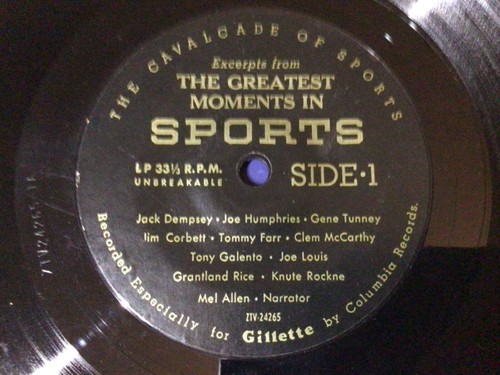 THE CAVALCADE OF SPORTS
Excerpts from
THE GREATEST
MOMENTS IN
SPORTS
LP 33⅓ R.P.M.
UNBREAKABLE
SIDE·1
Jack Dempsey • Joe Humphries • Gene Tunney
Jim Corbett • Tommy Farr • Clem McCarthy
Tony Galento • Joe Louis
Grantland Rice • Knute Rockne
Mel Allen • Narrator
ZTV-24265
Recorded Especially for Gillette by Columbia Records.